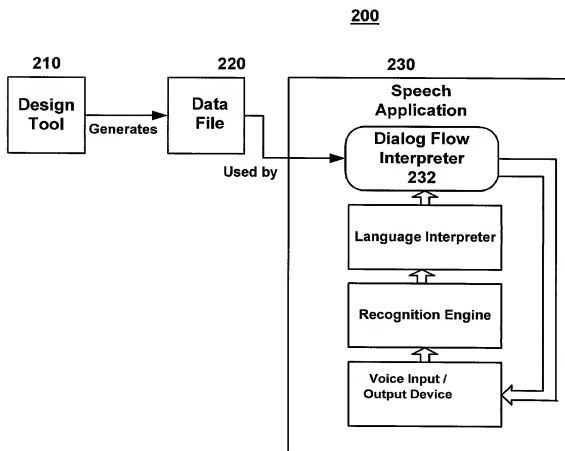 200
210
Design
Tool
Generates
220
Data
File
Used by
230
Speech
Application
Dialog Flow
Interpreter
232
Language Interpreter
Recognition Engine
Voice Input /
Output Device